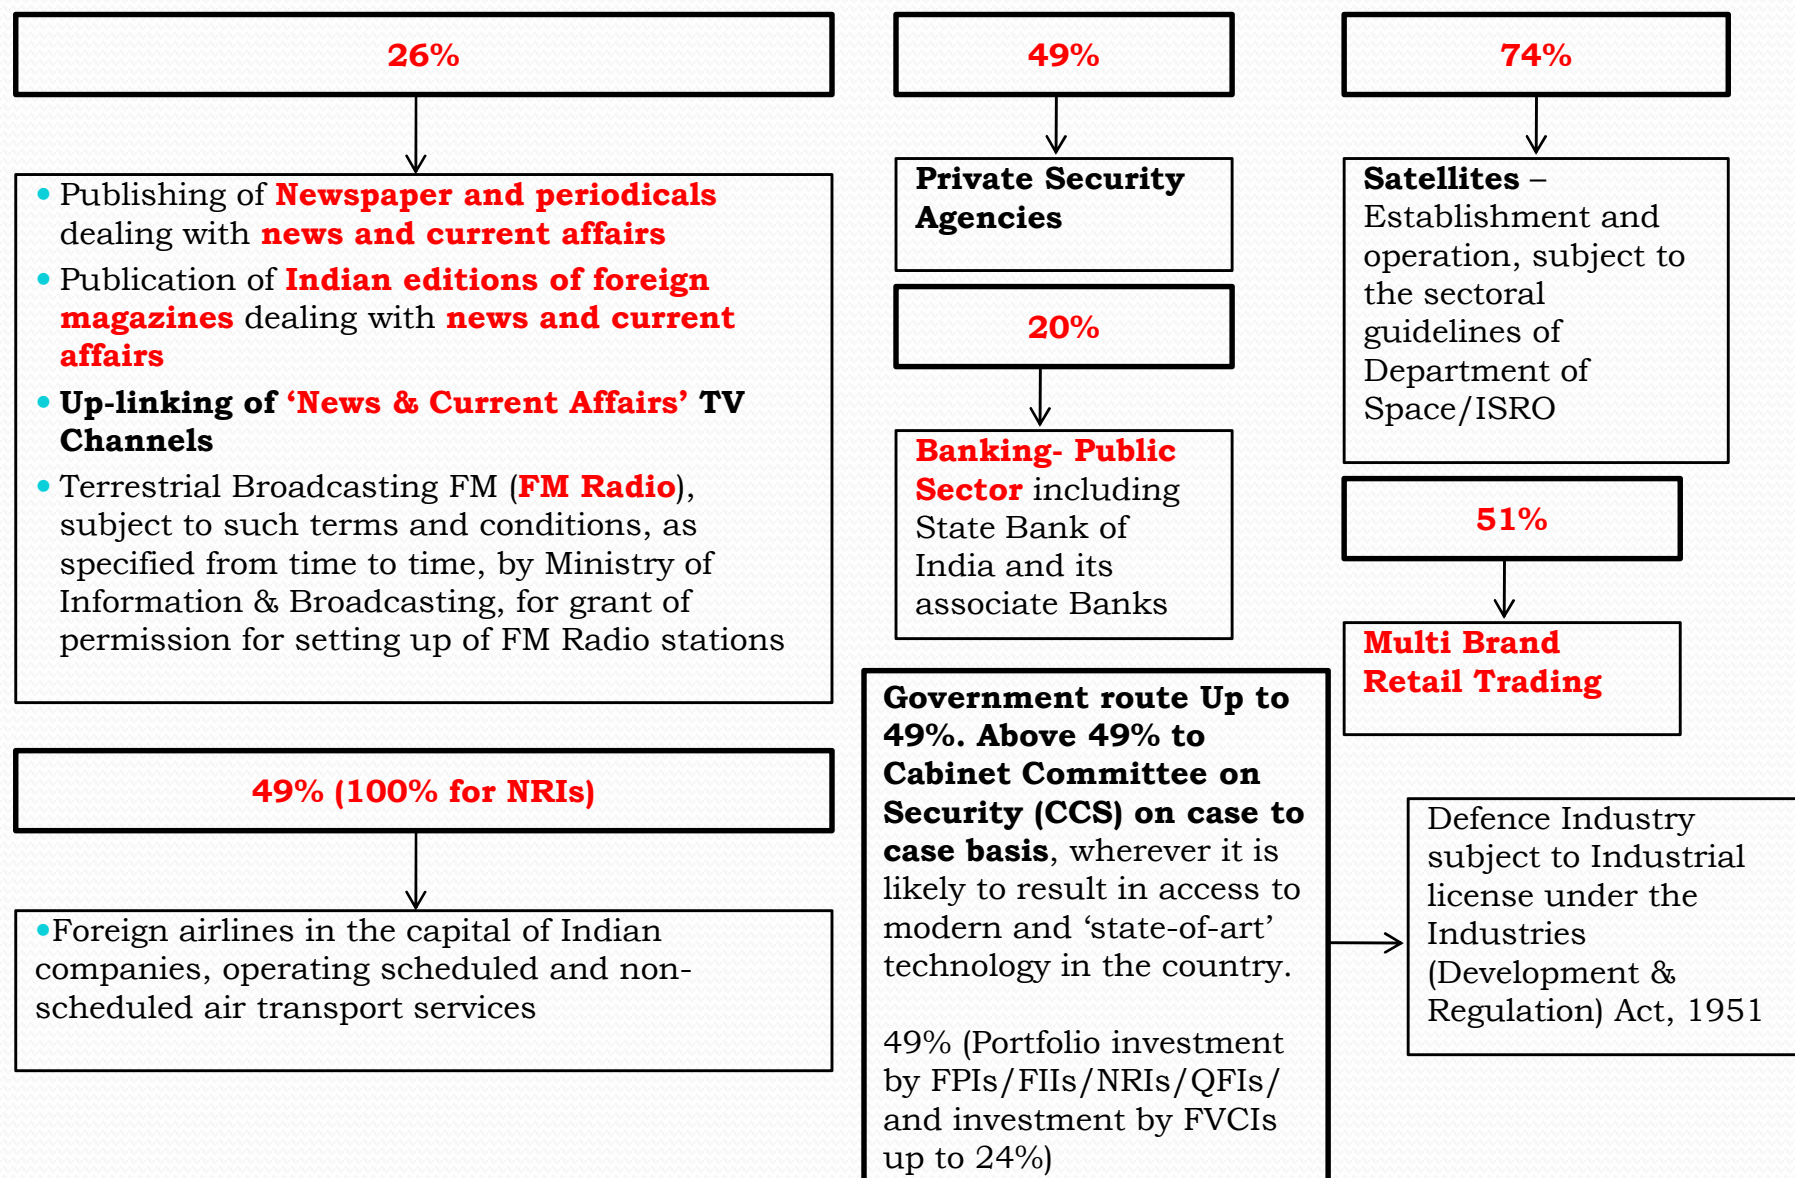 26%
• Publishing of Newspaper and periodicals
dealing with news and current affairs
• Publication of Indian editions of foreign
magazines dealing with news and current
affairs
• Up-linking of ‘News & Current Affairs’ TV
Channels
• Terrestrial Broadcasting FM (FM Radio),
subject to such terms and conditions, as
specified from time to time, by Ministry of
Information & Broadcasting, for grant of
permission for setting up of FM Radio stations
49% (100% for NRIs)
•Foreign airlines in the capital of Indian
companies, operating scheduled and non-
scheduled air transport services
49%
Private Security
Agencies
20%
Banking- Public
Sector including
State Bank of
India and its
associate Banks
74%
Satellites –
Establishment and
operation, subject to
the sectoral
guidelines of
Department of
Space/ISRO
51%
Multi Brand
Retail Trading
Government route Up to
49%. Above 49% to
Cabinet Committee on
Security (CCS) on case to
case basis, wherever it is
likely to result in access to
modern and ‘state-of-art’
technology in the country.
49% (Portfolio investment
by FPIs/FIIs/NRIs/QFIs/
and investment by FVCIs
up to 24%)
Defence Industry
subject to Industrial
license under the
Industries
(Development &
Regulation) Act, 1951